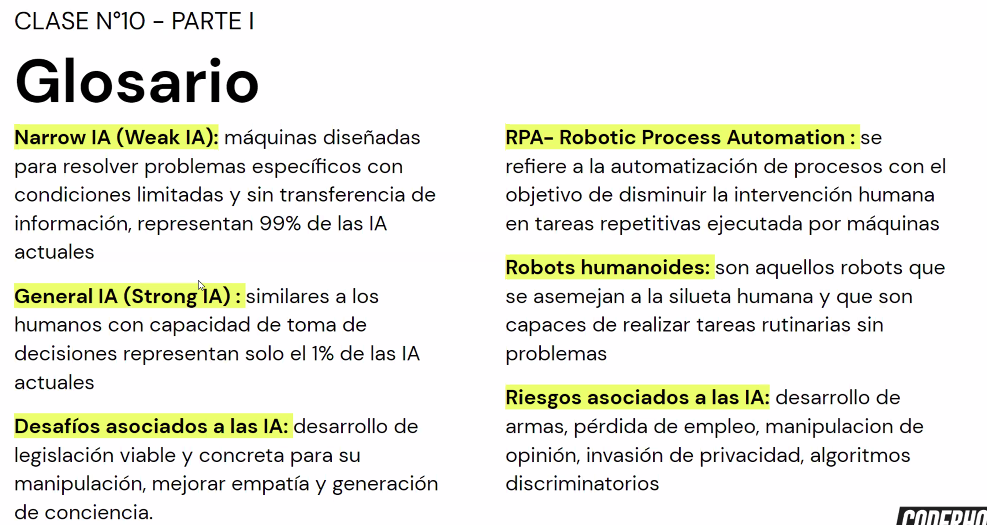 CLASE N°10 - PARTE I
Glosario
Narrow IA (Weak IA): máquinas diseñadas
para resolver problemas específicos con
condiciones limitadas y sin transferencia de
información, representan 99% de las IA
actuales
General IA (Strong IA) : similares a los
humanos con capacidad de toma de
decisiones representan solo el 1% de las IA
actuales
Desafíos asociados a las IA: desarrollo de
legislación viable y concreta para su
manipulación, mejorar empatía y generación
de conciencia.
RPA- Robotic Process Automation : se
refiere a la automatización de procesos con el
objetivo de disminuir la intervención humana
en tareas repetitivas ejecutada por máquinas
Robots humanoides: son aquellos robots que
se asemejan a la silueta humana y que son
capaces de realizar tareas rutinarias sin
problemas
Riesgos asociados a las IA: desarrollo de
armas, pérdida de empleo, manipulacion de
opinión, invasión de privacidad, algoritmos
discriminatorios